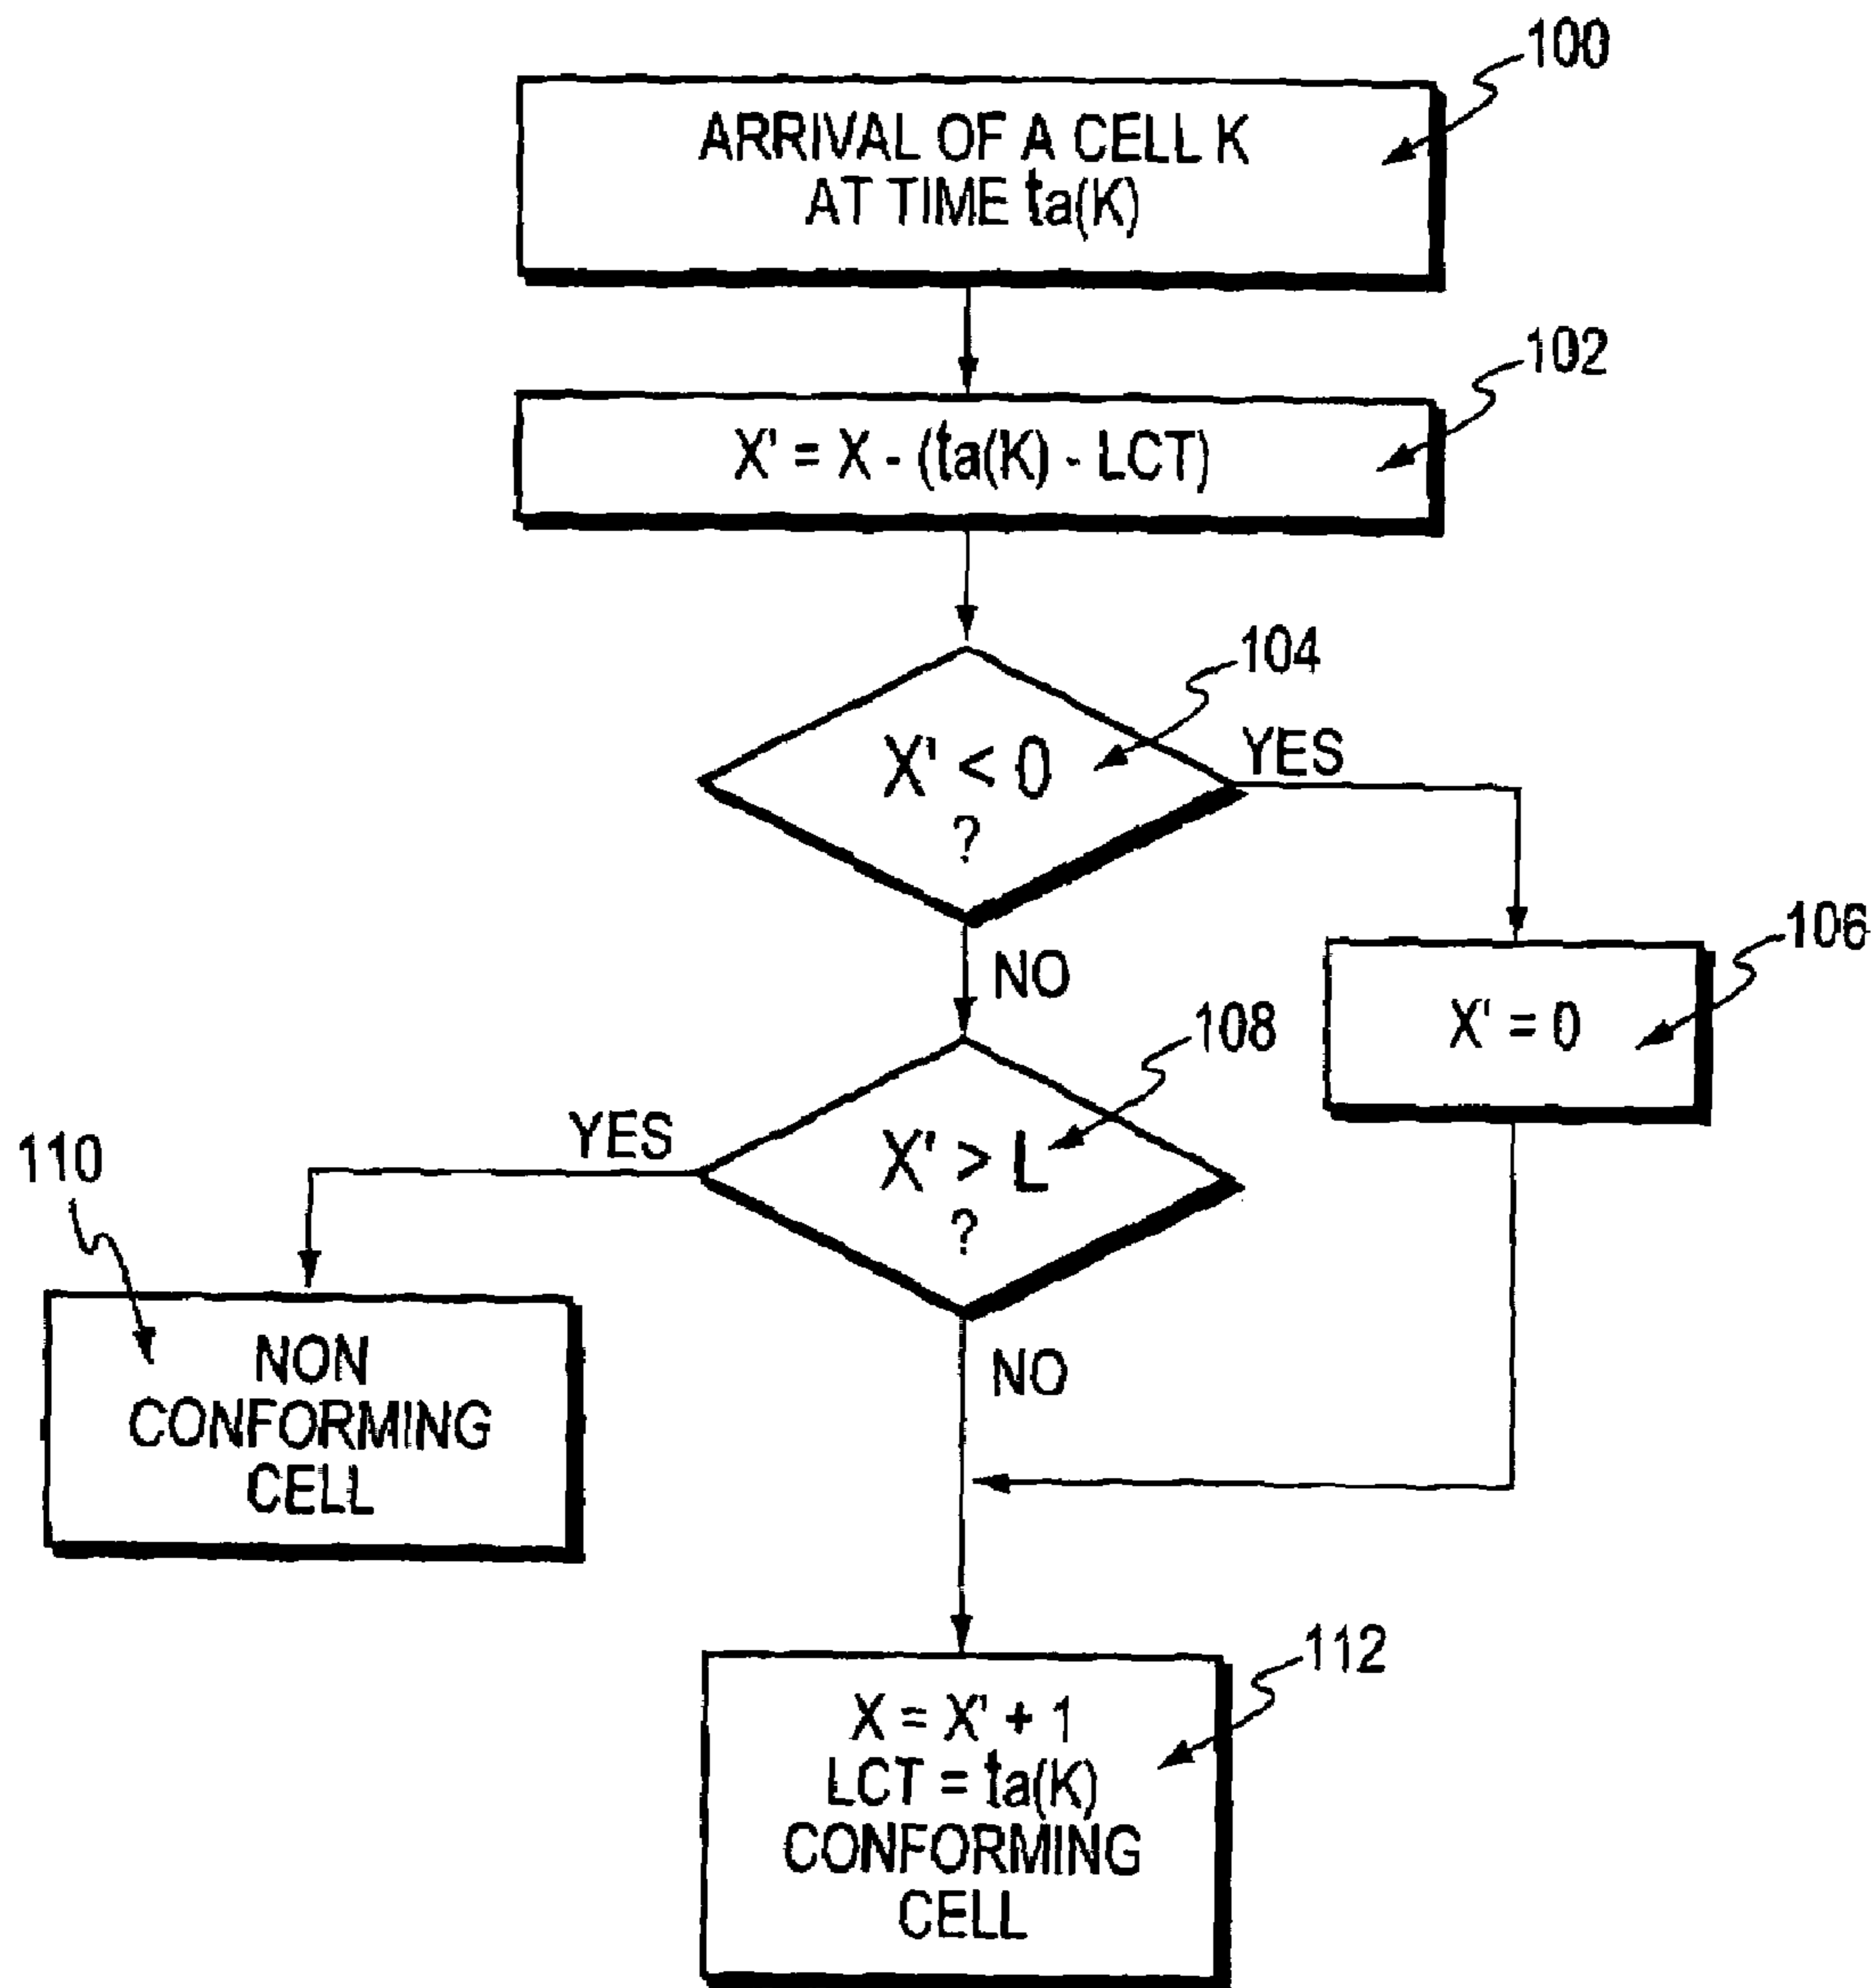 100
ARRIVAL OF A CELL K
AT TIME ta(K)
102
X' = X - (ta(K) - LCT)
104
X' < 0
?
YES
NO
106
X' = 0
108
X' > L
?
YES
NO
110
NON
CONFORMING
CELL
112
X = X' + 1
LCT = ta(K)
CONFORMING
CELL